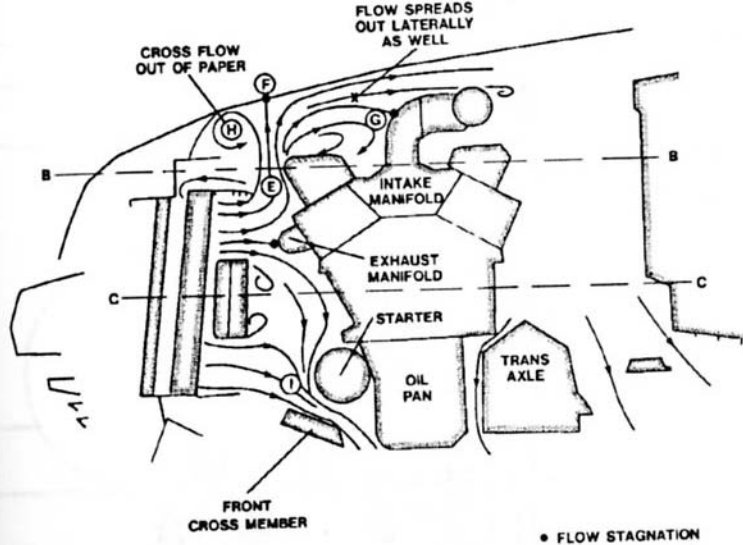 FLOW SPREADS
OUT LATERALLY
AS WELL
CROSS FLOW
OUT OF PAPER
F
x
H
G
B
B
E
INTAKE
MANIFOLD
EXHAUST
MANIFOLD
C
C
STARTER
TRANS
AXLE
OIL
PAN
I
FRONT
CROSS MEMBER
• FLOW STAGNATION